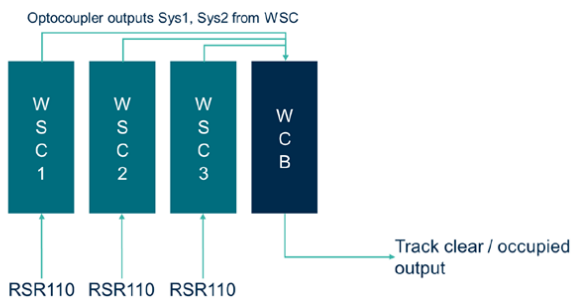 Optocoupler outputs Sys1, Sys2 from WSC
W
S
C
1
W
S
C
2
W
S
C
3
W
C
B
Track clear / occupied
output
RSR110 RSR110 RSR110